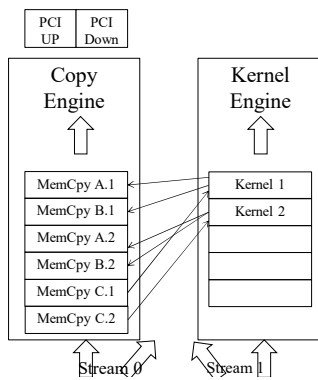 PCI
UP
PCI
Down
Copy
Engine
Kernel
Engine
MemCpy A.1
MemCpy B.1
MemCpy A.2
MemCpy B.2
MemCpy C.1
MemCpy C.2
Kernel 1
Kernel 2
Stream 0
Stream 1